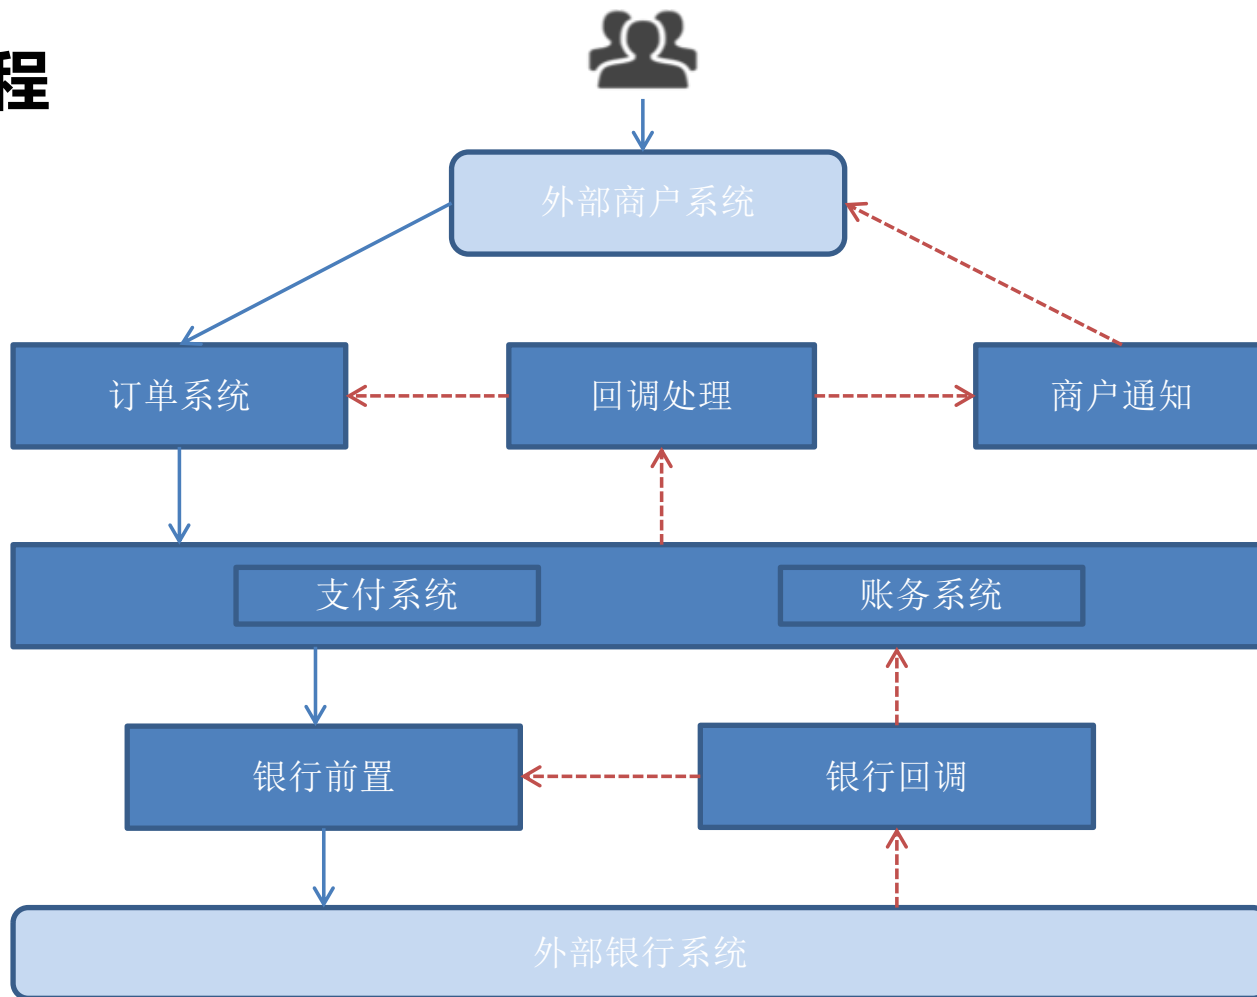 程
外部商户系统
订单系统
回调处理
商户通知
支付系统
账务系统
银行前置
银行回调
外部银行系统